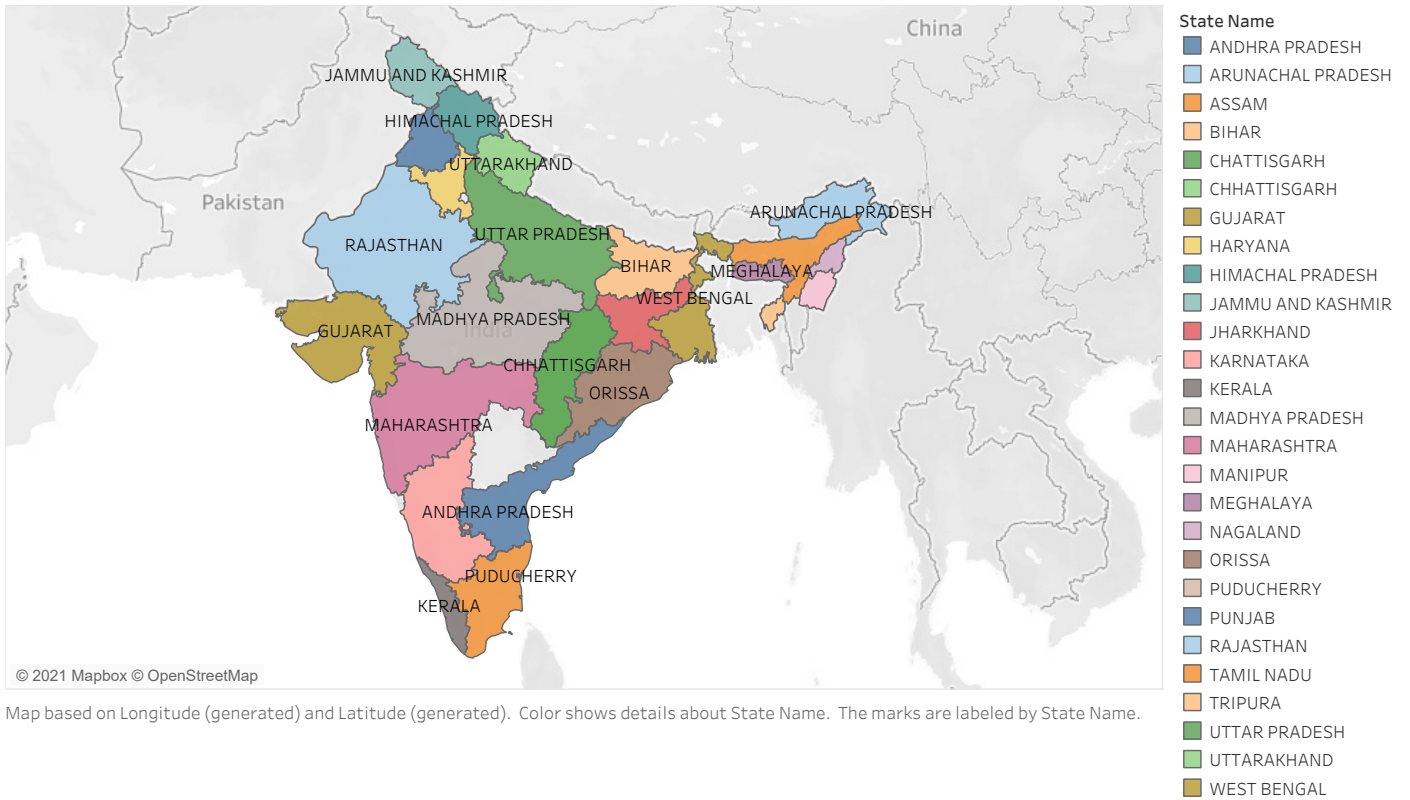 China
Pakistan
India
JAMMU AND KASHMIR
HIMACHAL PRADESH
UTTARAKHAND
ARUNACHAL PRADESH
UTTAR PRADESH
RAJASTHAN
BIHAR
MEGHALAYA
WEST BENGAL
MADHYA PRADESH
GUJARAT
CHHATTISGARH
ORISSA
MAHARASHTRA
ANDHRA PRADESH
PUDUCHERRY
KERALA
© 2021 Mapbox © OpenStreetMap
Map based on Longitude (generated) and Latitude (generated). Color shows details about State Name. The marks are labeled by State Name.
State Name
ANDHRA PRADESH
ARUNACHAL PRADESH
ASSAM
BIHAR
CHATTISGARH
CHHATTISGARH
GUJARAT
HARYANA
HIMACHAL PRADESH
JAMMU AND KASHMIR
JHARKHAND
KARNATAKA
KERALA
MADHYA PRADESH
MAHARASHTRA
MANIPUR
MEGHALAYA
NAGALAND
ORISSA
PUDUCHERRY
PUNJAB
RAJASTHAN
TAMIL NADU
TRIPURA
UTTAR PRADESH
UTTARAKHAND
WEST BENGAL